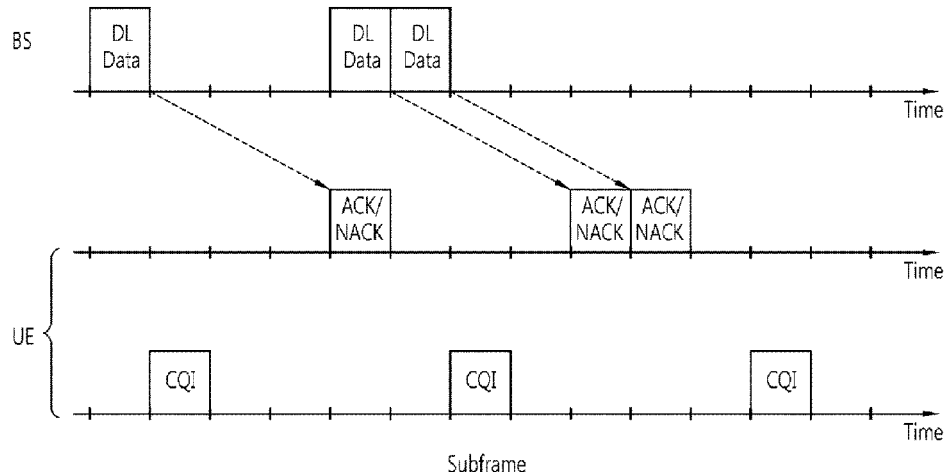 BS
DL
Data
DL
Data
DL
Data
Time
ACK/
NACK
ACK/
NACK
ACK/
NACK
Time
UE
CQI
CQI
CQI
Time
Subframe